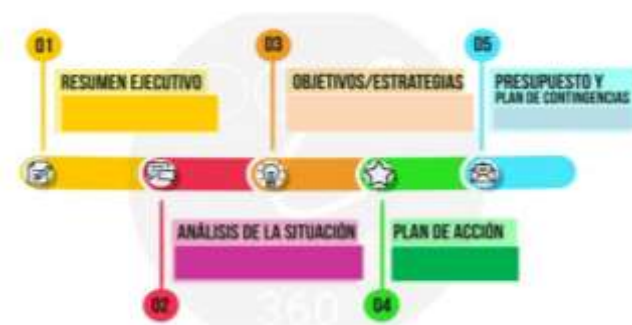 01
RESUMEN EJECUTIVO
02
ANÁLISIS DE LA SITUACIÓN
03
OBJETIVOS/ESTRATEGIAS
04
PLAN DE ACCIÓN
05
PRESUPUESTO Y
PLAN DE CONTINGENCIAS
360